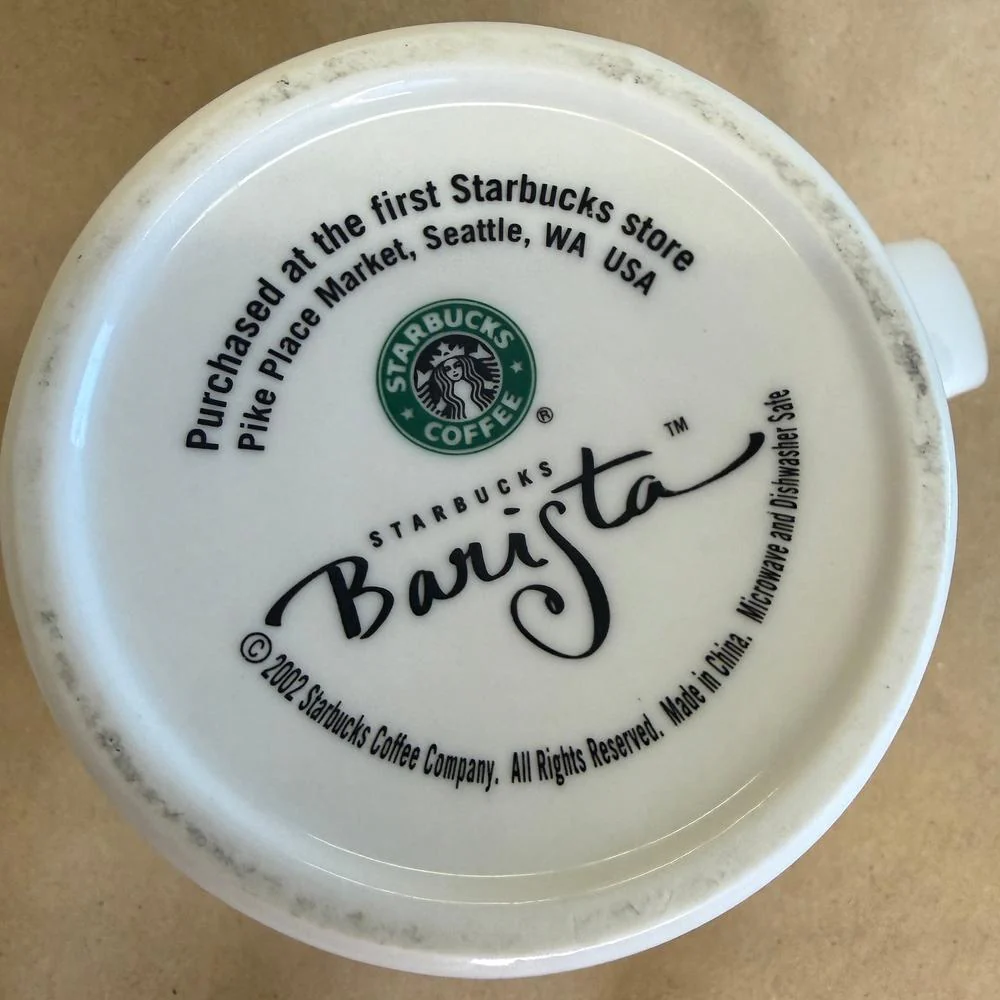 Purchased at the first Starbucks store
Pike Place Market, Seattle, WA USA
STARBUCKS
COFFEE
®
STARBUCKS
Barista™
© 2002 Starbucks Coffee Company. All Rights Reserved. Made in China. Microwave and Dishwasher Safe